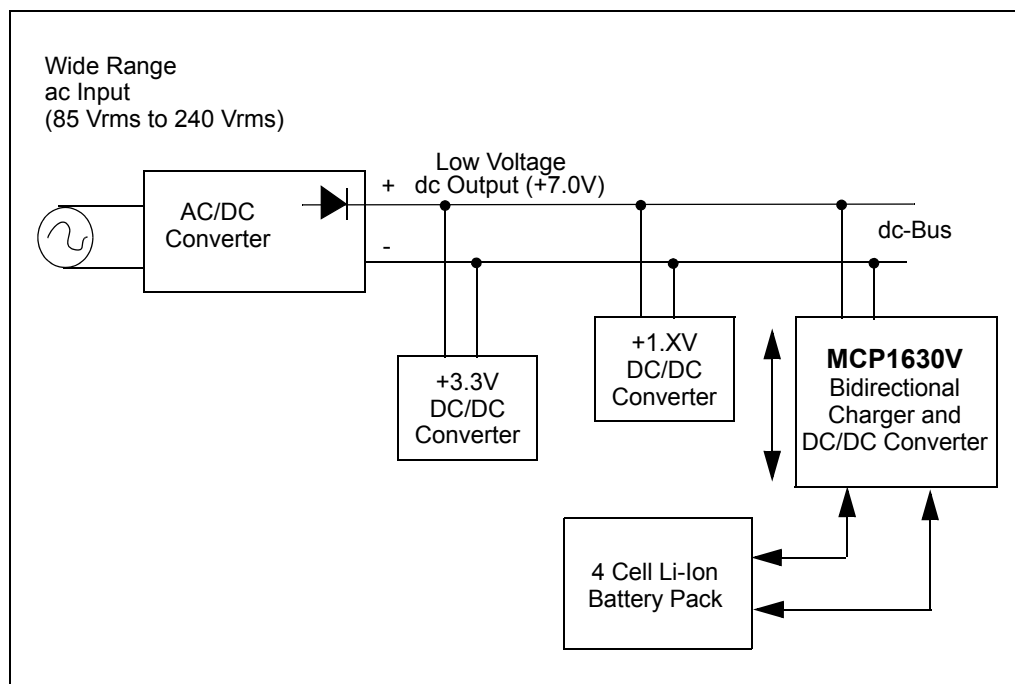 Wide Range
ac Input
(85 Vrms to 240 Vrms)
AC/DC
Converter
+
-
Low Voltage
dc Output (+7.0V)
dc-Bus
+3.3V
DC/DC
Converter
+1.XV
DC/DC
Converter
MCP1630V
Bidirectional
Charger and
DC/DC Converter
4 Cell Li-Ion
Battery Pack